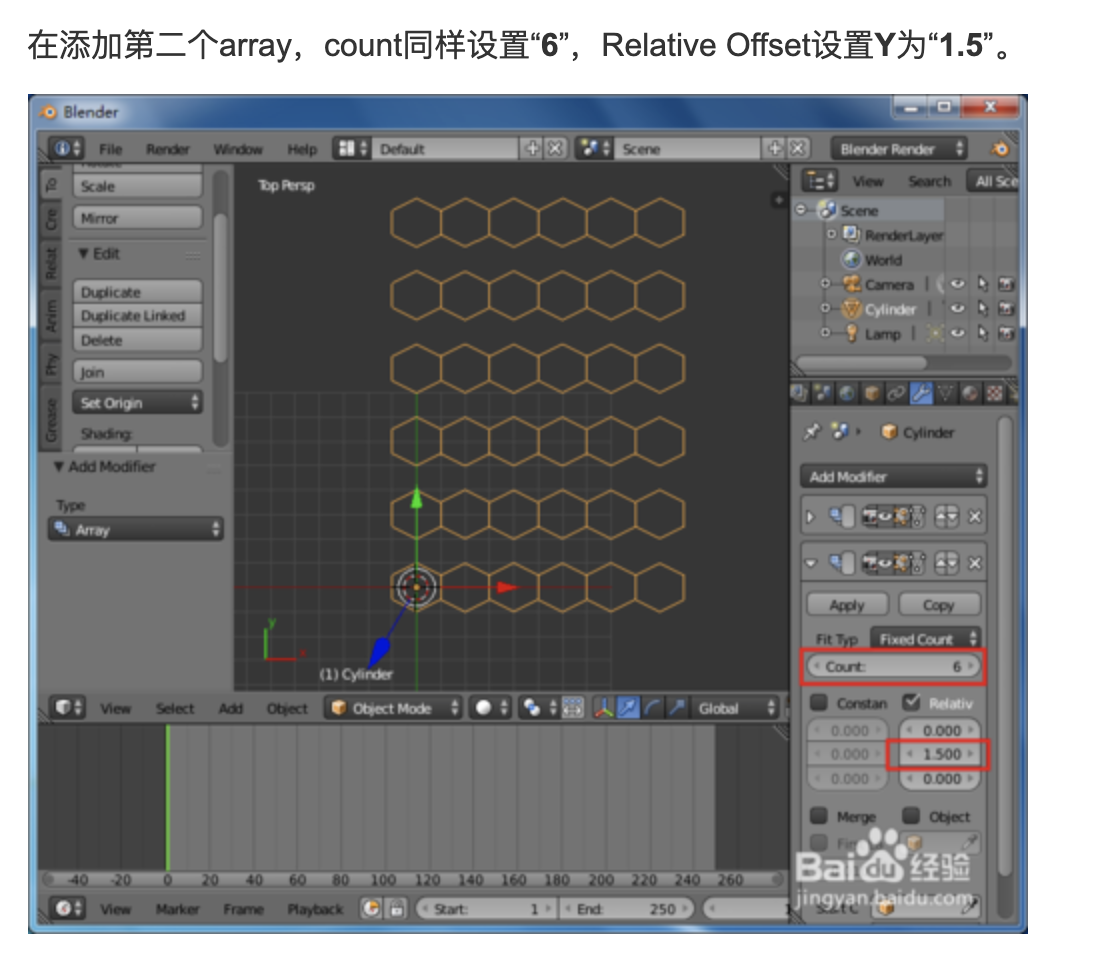 在添加第二个array，count同样设置“6”，Relative Offset设置Y为“1.5”。
Blender
File Render Window Help Default Scene Blender Render
Scale
Mirror
Edit
Duplicate
Duplicate Linked
Delete
Join
Set Origin
Shading:
To
Cre
Relat
Anim
Phy
Grease
Add Modifier
Type
Array
Top Persp
y
x
(1) Cylinder
View Select Add Object Object Mode Global
-40 -20 0 20 40 60 80 100 120 140 160 180 200 220 240 260
View Marker Frame Playback Start: 1 End: 250
View Search All Sce
Scene
RenderLayer
World
Camera
Cylinder
Lamp
Cylinder
Add Modifier
Apply Copy
Fit Typ Fixed Count
Count: 6
Constan Relativ
0.000 0.000
0.000 1.500
0.000 0.000
Merge Object
Baidu经验
jingyan.baidu.com